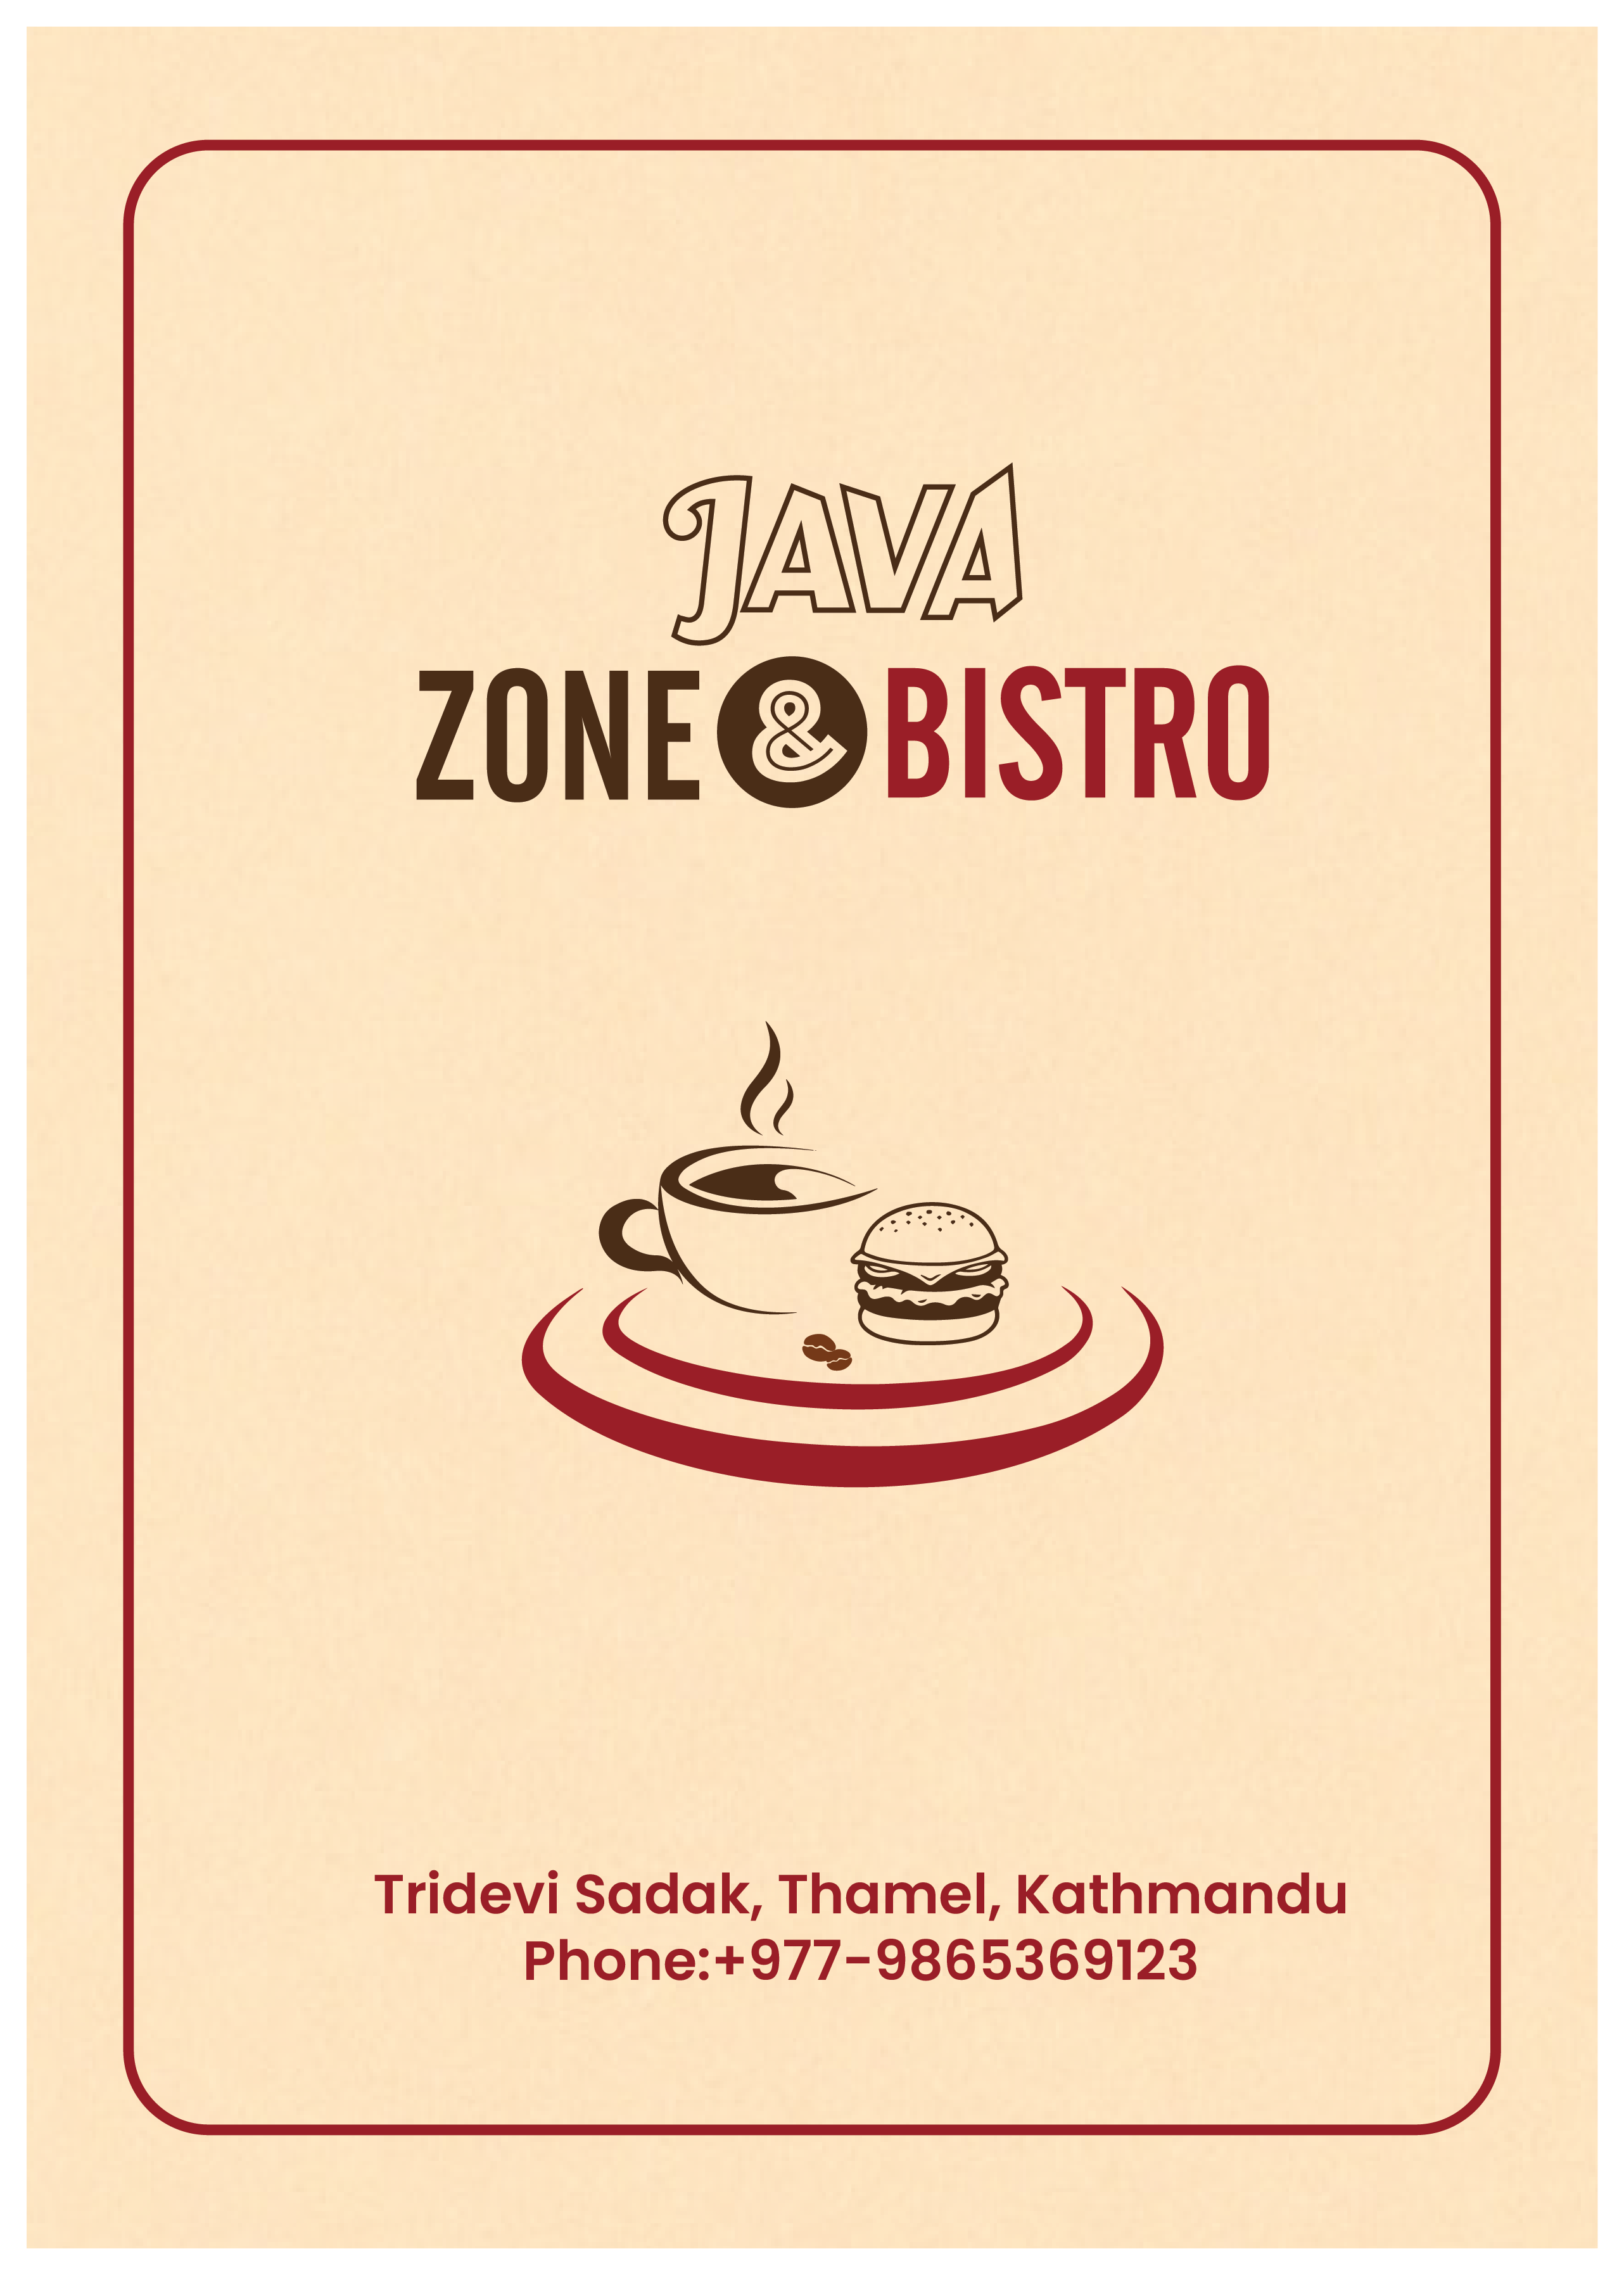 JAVA
ZONE & BISTRO
Tridevi Sadak, Thamel, Kathmandu
Phone:+977-9865369123